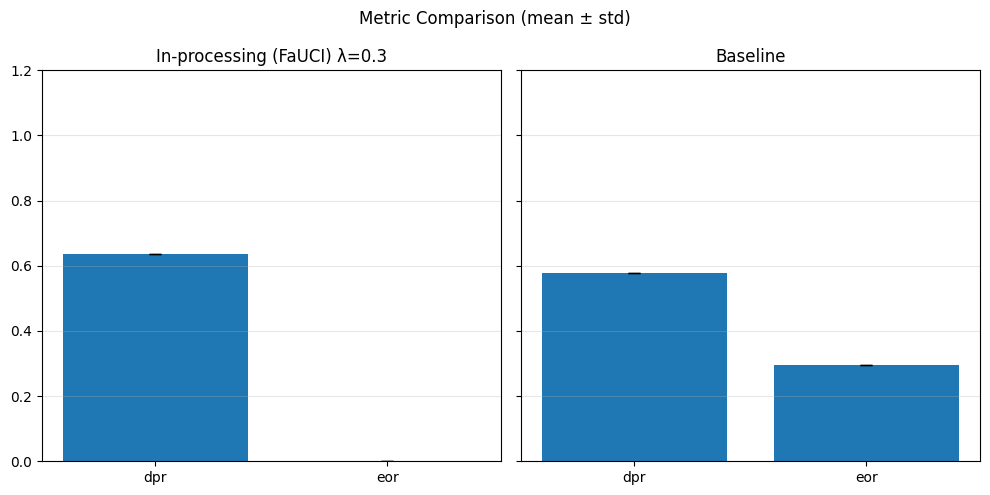 Metric Comparison (mean ± std)
In-processing (FaUCI) λ=0.3
Baseline
1.2
1.0
0.8
0.6
0.4
0.2
0.0
dpr
eor
dpr
eor